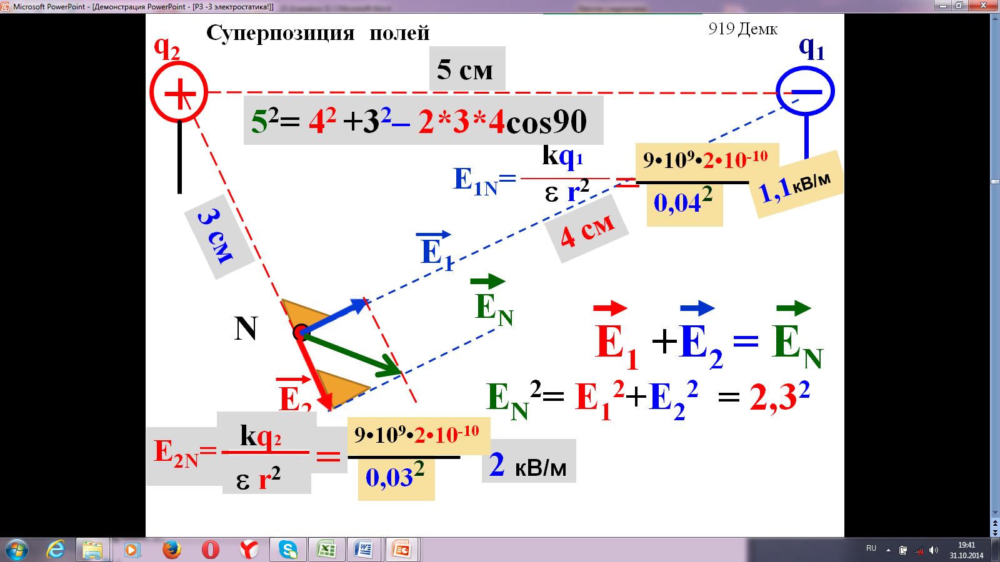 Microsoft PowerPoint - [Демонстрация PowerPoint - [Р3 -3 электростатика!]]
Суперпозиция полей
919 Демк
q2
q1
5 см
5²= 4² +3²– 2*3*4cos90
E1N= kq1 / ε r² = 9•10⁹•2•10⁻¹⁰ / 0,04²
1,1кВ/м
3 см
4 см
E1
EN
N
E2
E1 +E2 = EN
EN²= E1²+E2² = 2,3²
E2N= kq2 / ε r² = 9•10⁹•2•10⁻¹⁰ / 0,03²
2 кВ/м
RU
19:41
31.10.2014